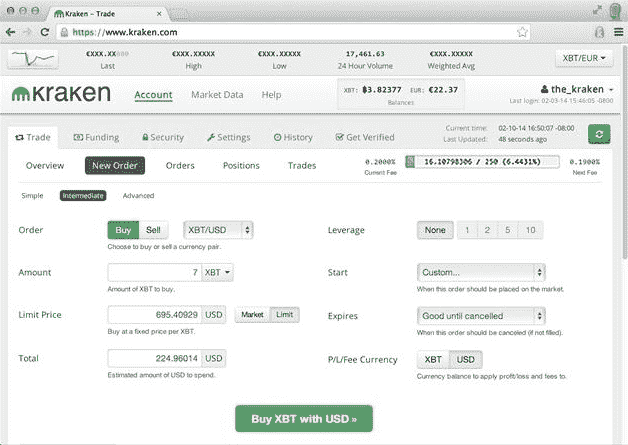 Kraken – Trade
https://www.kraken.com
€XXX.XX000 €XXX.XXXXX €XXX.XXXXX 17,461.63 €XXX.XXXXX XBT/EUR
Last High Low 24 Hour Volume Weighted Avg
mKraken Account Market Data Help XBT: ฿3.82377 EUR: €22.37 the_kraken
Balances Last login: 02-03-14 15:46:05 -0800
Trade Funding Security Settings History Get Verified Current time: 02-10-14 16:50:07 -0800
Last Updated: 48 seconds ago
Overview New Order Orders Positions Trades 0.2000% 16.10798306 / 250 (6.4431%) 0.1900%
Current Fee Next Fee
Simple Intermediate Advanced
Order Buy Sell XBT/USD Leverage None 1 2 5 10
Choose to buy or sell a currency pair.
Amount 7 XBT Start Custom...
Amount of XBT to buy. When this order should be placed on the market.
Limit Price 695.40929 USD Market Limit Expires Good until cancelled
Buy at a fixed price per XBT. When this order should be canceled (if not filled).
Total 224.96014 USD P/L/Fee Currency XBT USD
Estimated amount of USD to spend. Currency balance to apply profit/loss and fees to.
Buy XBT with USD »